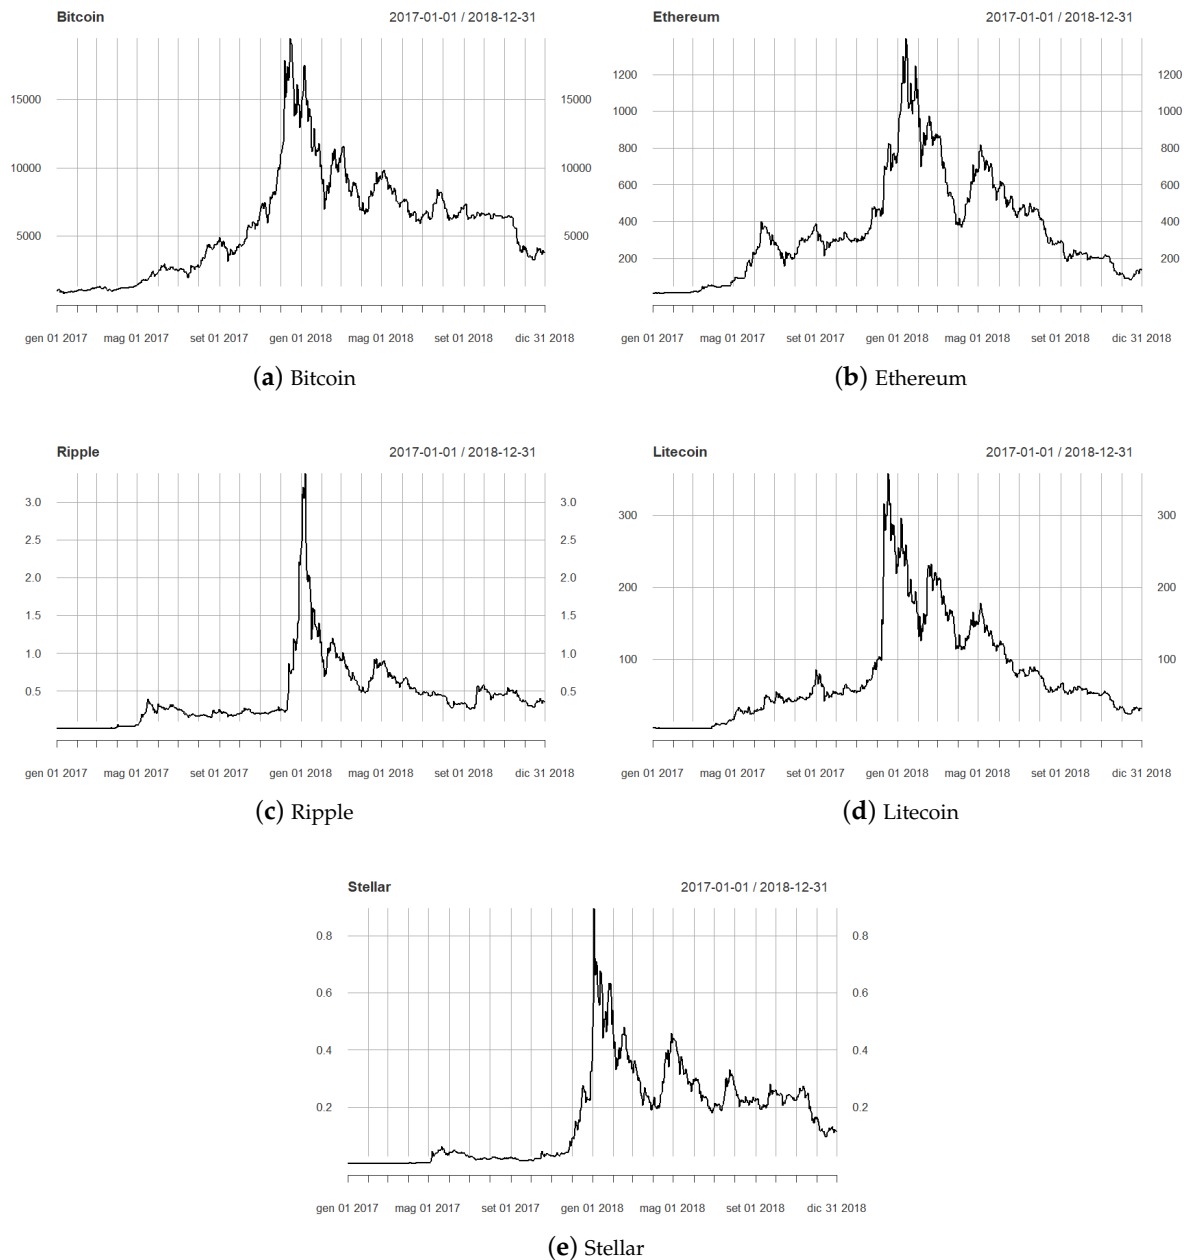 Bitcoin 2017-01-01 / 2018-12-31
15000 15000
10000 10000
5000 5000
gen 01 2017 mag 01 2017 set 01 2017 gen 01 2018 mag 01 2018 set 01 2018 dic 31 2018
(a) Bitcoin
Ethereum 2017-01-01 / 2018-12-31
1200 1200
1000 1000
800 800
600 600
400 400
200 200
gen 01 2017 mag 01 2017 set 01 2017 gen 01 2018 mag 01 2018 set 01 2018 dic 31 2018
(b) Ethereum
Ripple 2017-01-01 / 2018-12-31
3.0 3.0
2.5 2.5
2.0 2.0
1.5 1.5
1.0 1.0
0.5 0.5
gen 01 2017 mag 01 2017 set 01 2017 gen 01 2018 mag 01 2018 set 01 2018 dic 31 2018
(c) Ripple
Litecoin 2017-01-01 / 2018-12-31
300 300
200 200
100 100
gen 01 2017 mag 01 2017 set 01 2017 gen 01 2018 mag 01 2018 set 01 2018 dic 31 2018
(d) Litecoin
Stellar 2017-01-01 / 2018-12-31
0.8 0.8
0.6 0.6
0.4 0.4
0.2 0.2
gen 01 2017 mag 01 2017 set 01 2017 gen 01 2018 mag 01 2018 set 01 2018 dic 31 2018
(e) Stellar